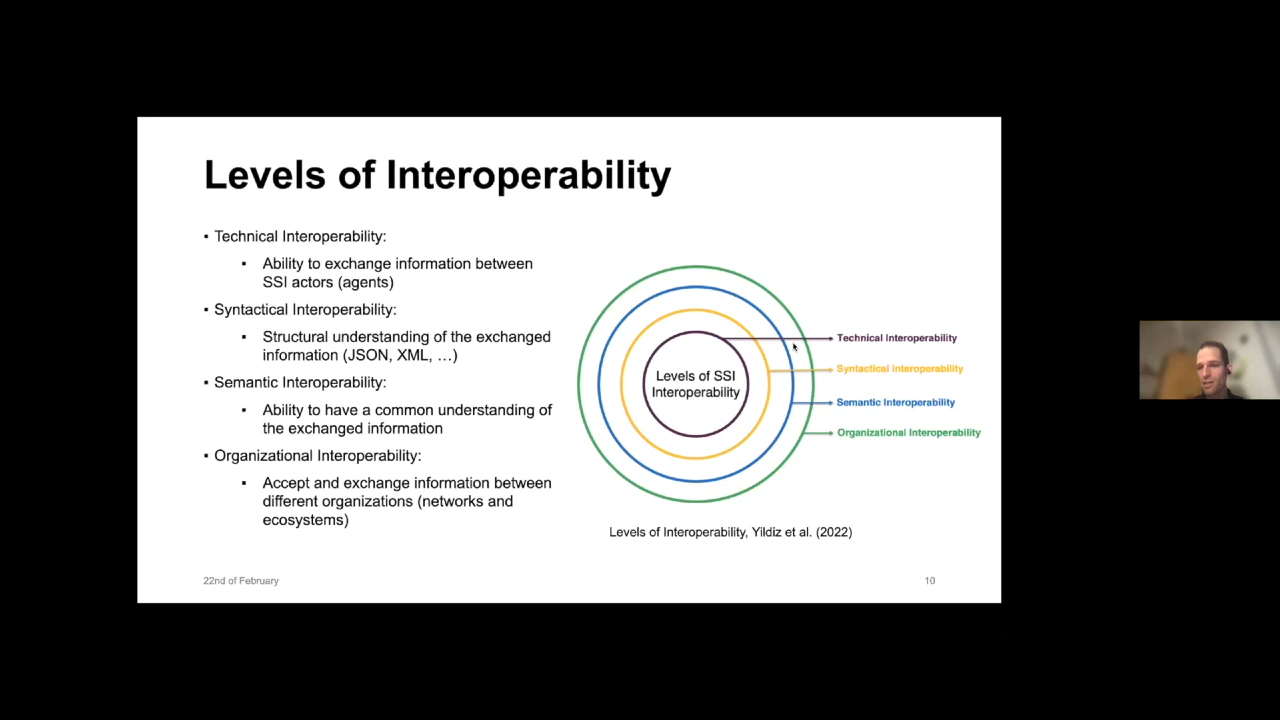 Levels of Interoperability
▪ Technical Interoperability:
▪ Ability to exchange information between
SSI actors (agents)
▪ Syntactical Interoperability:
▪ Structural understanding of the exchanged
information (JSON, XML, …)
▪ Semantic Interoperability:
▪ Ability to have a common understanding of
the exchanged information
▪ Organizational Interoperability:
▪ Accept and exchange information between
different organizations (networks and
ecosystems)
Levels of SSI
Interoperability
Technical Interoperability
Syntactical Interoperability
Semantic Interoperability
Organizational Interoperability
Levels of Interoperability, Yildiz et al. (2022)
22nd of February
10